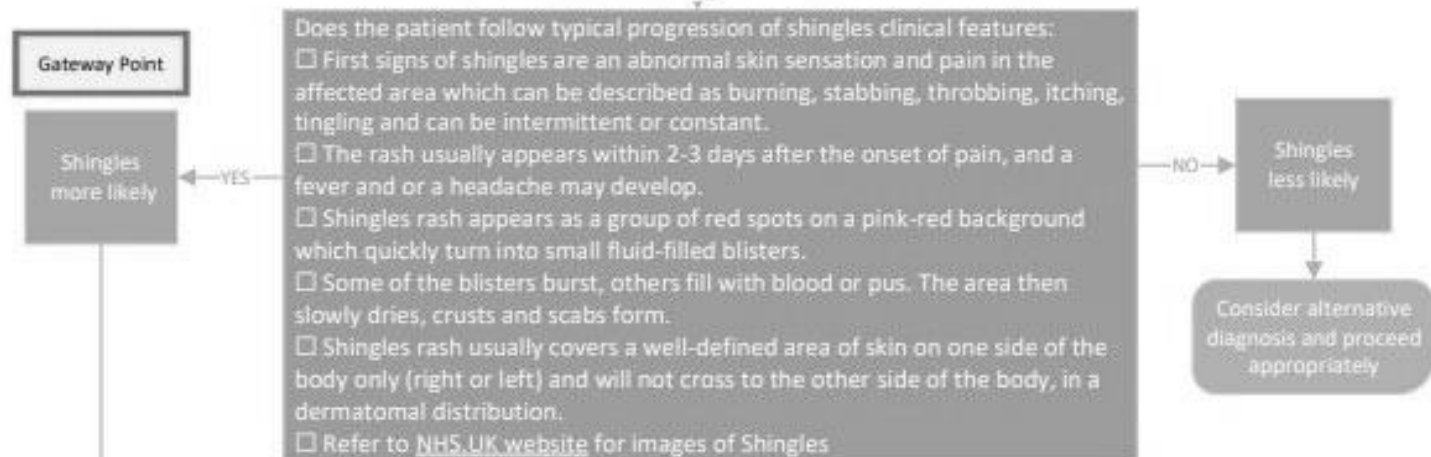 Does the patient follow typical progression of shingles clinical features:
☐ First signs of shingles are an abnormal skin sensation and pain in the
affected area which can be described as burning, stabbing, throbbing, itching,
tingling and can be intermittent or constant.
☐ The rash usually appears within 2-3 days after the onset of pain, and a
fever and or a headache may develop.
☐ Shingles rash appears as a group of red spots on a pink-red background
which quickly turn into small fluid-filled blisters.
☐ Some of the blisters burst, others fill with blood or pus. The area then
slowly dries, crusts and scabs form.
☐ Shingles rash usually covers a well-defined area of skin on one side of the
body only (right or left) and will not cross to the other side of the body, in a
dermatomal distribution.
☐ Refer to NHS.UK website for images of Shingles
Gateway Point
YES
Shingles
more likely
NO
Shingles
less likely
Consider alternative
diagnosis and proceed
appropriately